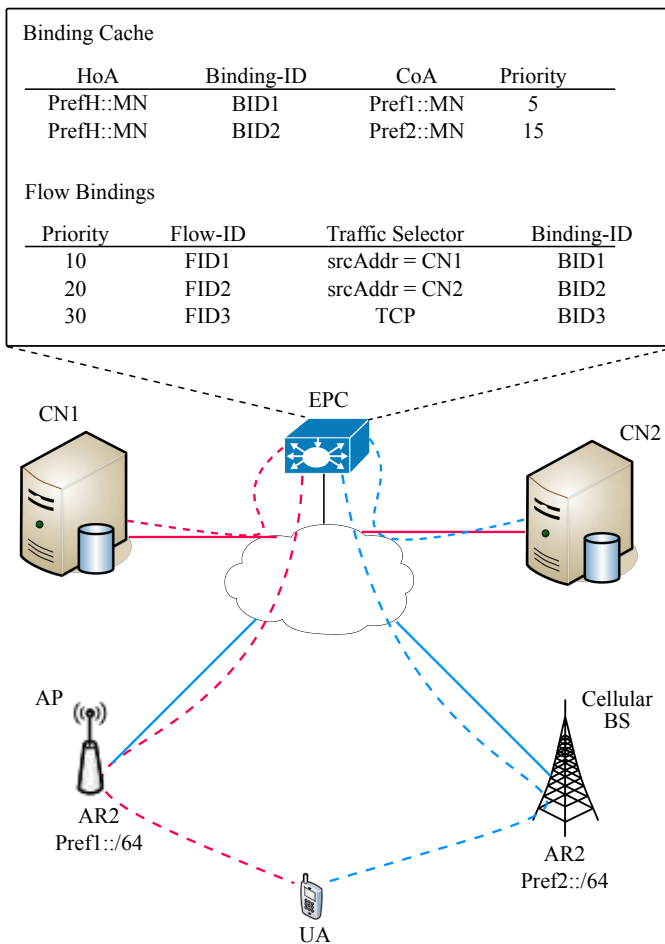 Binding Cache
HoA Binding-ID CoA Priority
PrefH::MN BID1 Pref1::MN 5
PrefH::MN BID2 Pref2::MN 15
Flow Bindings
Priority Flow-ID Traffic Selector Binding-ID
10 FID1 srcAddr = CN1 BID1
20 FID2 srcAddr = CN2 BID2
30 FID3 TCP BID3
EPC
CN1
CN2
AP
Cellular
BS
AR2
Pref1::/64
AR2
Pref2::/64
UA